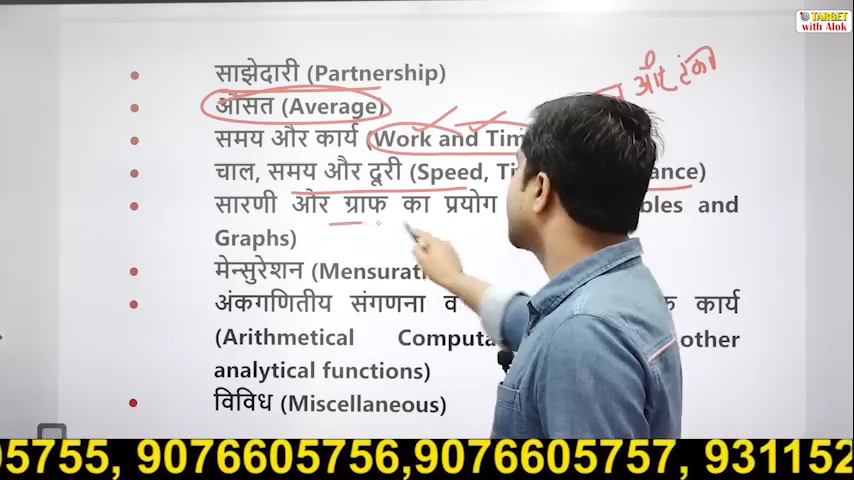 TARGET
with Alok
और टंकी
साझेदारी (Partnership)
औसत (Average)
समय और कार्य (Work and Tim
चाल, समय और दूरी (Speed, Ti ance)
सारणी ओर ग्राफ का प्रयोग bles and
Graphs)
मेन्सुरेशन (Mensurati
अंकगणितीय संगणना व क कार्य
(Arithmetical Computa other
analytical functions)
विविध (Miscellaneous)
05755, 9076605756,9076605757, 931152